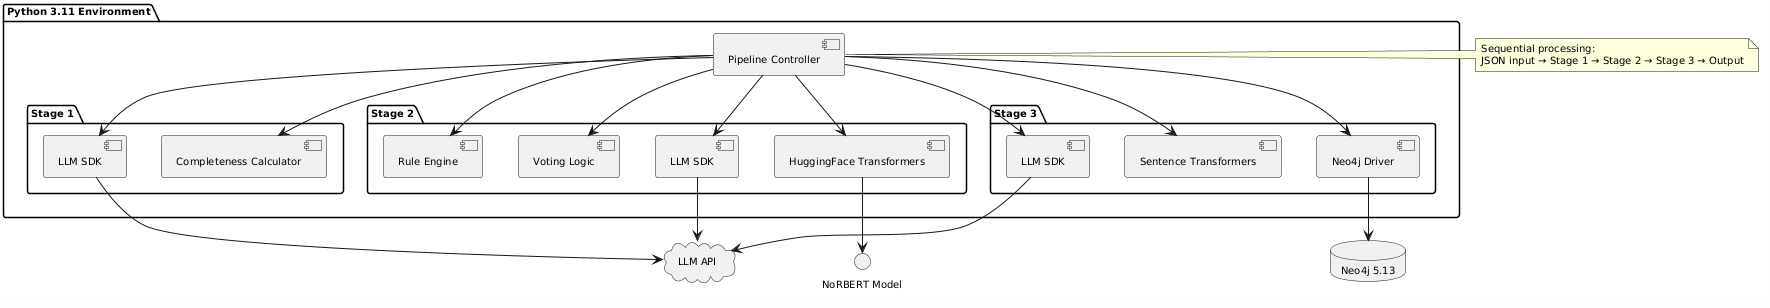 Python 3.11 Environment
Pipeline Controller
Sequential processing:
JSON input → Stage 1 → Stage 2 → Stage 3 → Output
Stage 1
LLM SDK
Completeness Calculator
Stage 2
Rule Engine
Voting Logic
LLM SDK
HuggingFace Transformers
Stage 3
LLM SDK
Sentence Transformers
Neo4j Driver
LLM API
NoRBERT Model
Neo4j 5.13